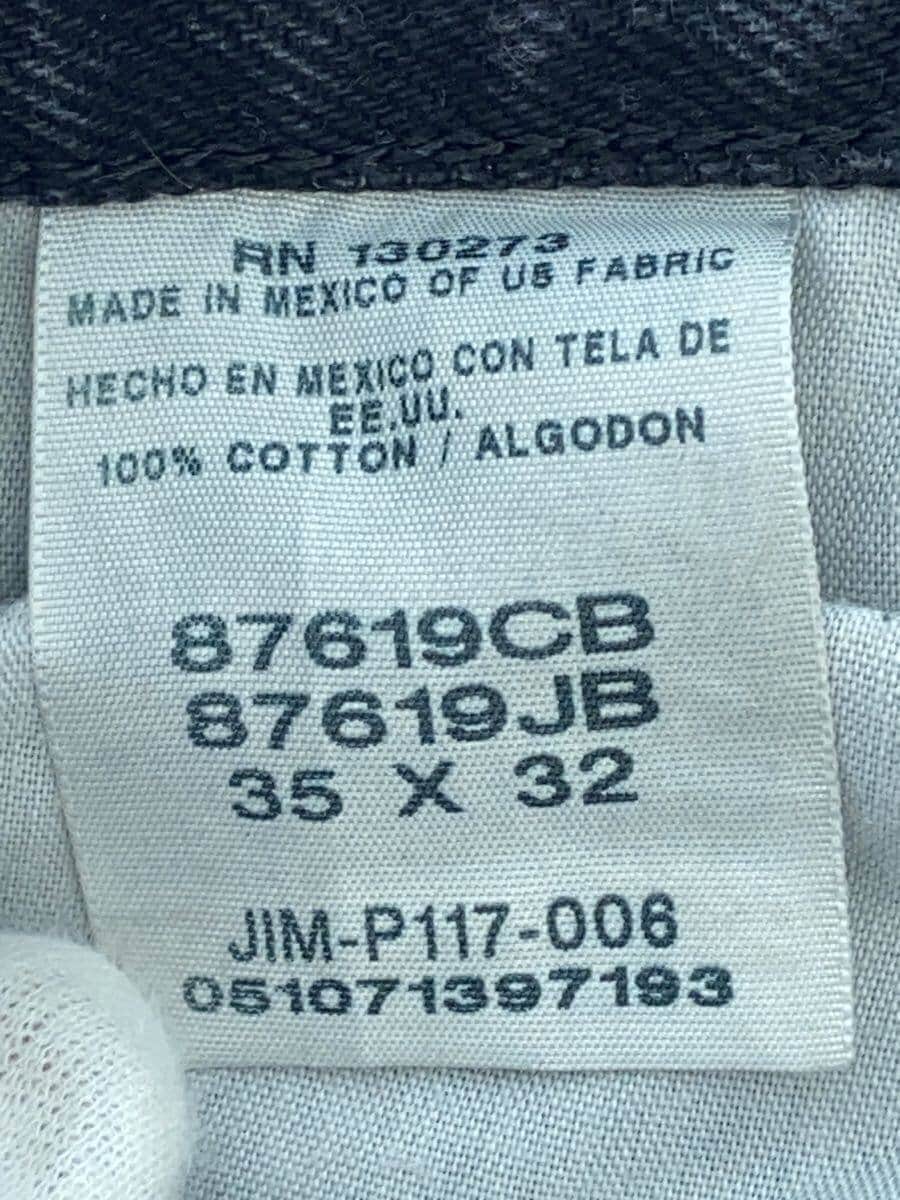 RN 130273
MADE IN MEXICO OF US FABRIC
HECHO EN MEXICO CON TELA DE
EE.UU.
100% COTTON / ALGODON
87619CB
87619JB
35 X 32
JIM-P117-006
051071397193